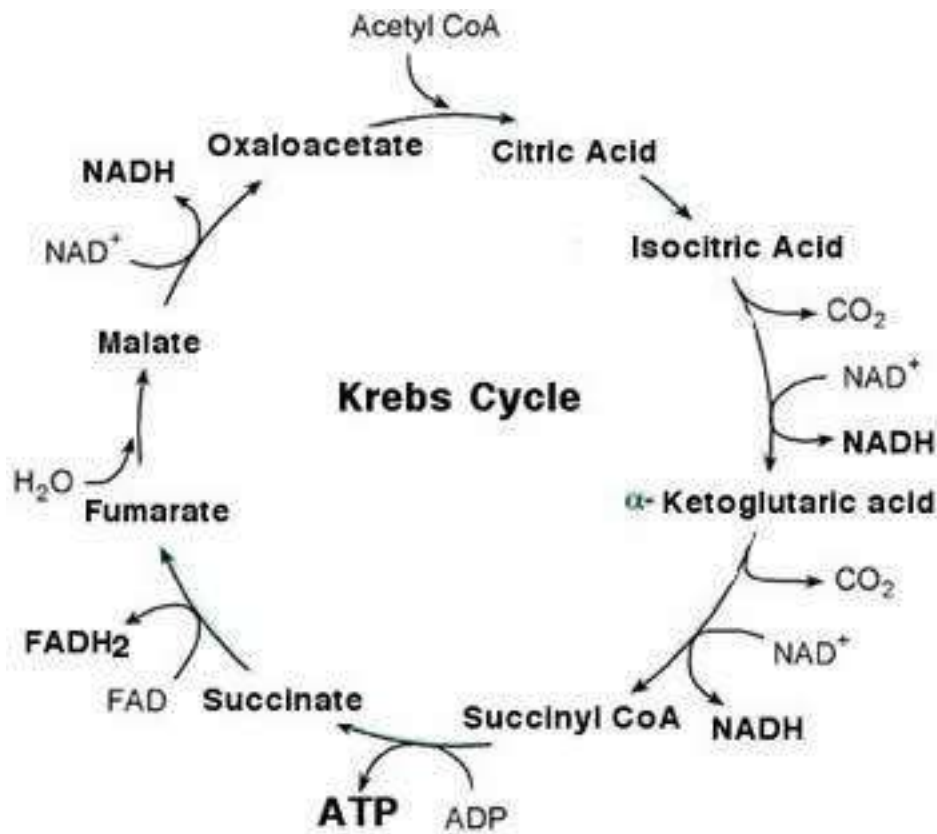 Acetyl CoA
Oxaloacetate
Citric Acid
NADH
NAD⁺
Isocitric Acid
CO₂
Malate
Krebs Cycle
NAD⁺
NADH
H₂O
Fumarate
α- Ketoglutaric acid
CO₂
FADH2
NAD⁺
FAD
Succinate
Succinyl CoA
NADH
ATP
ADP